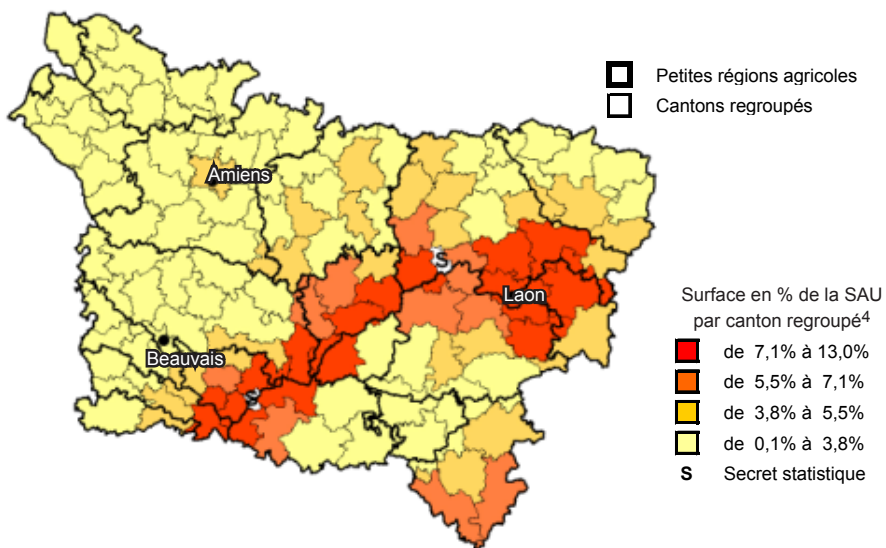 Petites régions agricoles
Cantons regroupés
Amiens
S
Laon
Beauvais
S
Surface en % de la SAU
par canton regroupé4
de 7,1% à 13,0%
de 5,5% à 7,1%
de 3,8% à 5,5%
de 0,1% à 3,8%
S Secret statistique